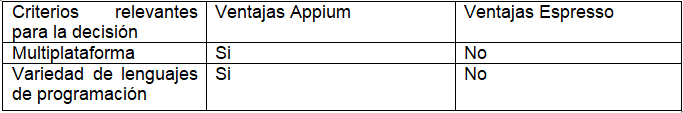 Criterios relevantes Ventajas Appium Ventajas Espresso
para la decisión
Multiplataforma Si No
Variedad de lenguajes Si No
de programación